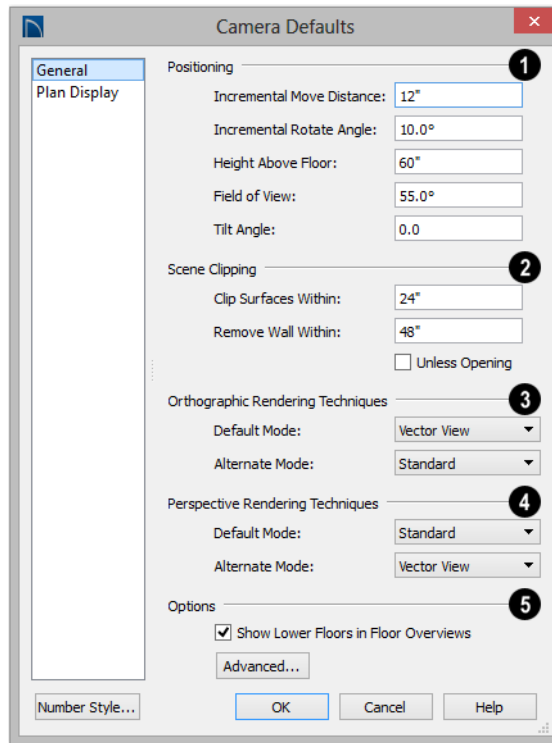 Camera Defaults
General
Plan Display
Positioning 1
Incremental Move Distance: 12"
Incremental Rotate Angle: 10.0°
Height Above Floor: 60"
Field of View: 55.0°
Tilt Angle: 0.0
Scene Clipping 2
Clip Surfaces Within: 24"
Remove Wall Within: 48"
Unless Opening
Orthographic Rendering Techniques 3
Default Mode: Vector View
Alternate Mode: Standard
Perspective Rendering Techniques 4
Default Mode: Standard
Alternate Mode: Vector View
Options 5
Show Lower Floors in Floor Overviews
Advanced...
Number Style... OK Cancel Help